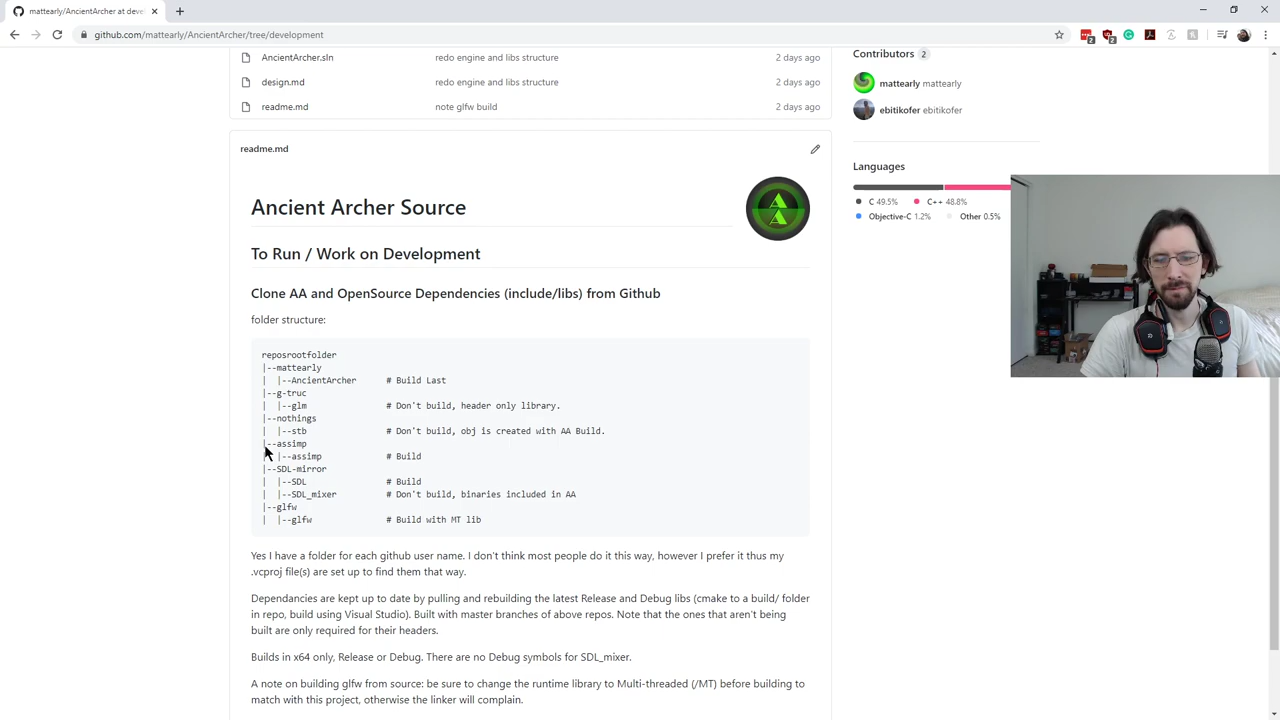 mattearly/AncientArcher at deve
github.com/mattearly/AncientArcher/tree/development
AncientArcher.sln redo engine and libs structure 2 days ago
design.md redo engine and libs structure 2 days ago
readme.md note glfw build 2 days ago
Contributors 2
mattearly mattearly
ebitikofer ebitikofer
Languages
C 49.5% C++ 48.8%
Objective-C 1.2% Other 0.5%
readme.md
Ancient Archer Source
To Run / Work on Development
Clone AA and OpenSource Dependencies (include/libs) from Github
folder structure:
reposrootfolder
|--mattearly
| |--AncientArcher # Build Last
|--g-truc
| |--glm # Don't build, header only library.
|--nothings
| |--stb # Don't build, obj is created with AA Build.
|--assimp
| |--assimp # Build
|--SDL-mirror
| |--SDL # Build
| |--SDL_mixer # Don't build, binaries included in AA
|--glfw
| |--glfw # Build with MT lib
Yes I have a folder for each github user name. I don't think most people do it this way, however I prefer it thus my
.vcproj file(s) are set up to find them that way.
Dependancies are kept up to date by pulling and rebuilding the latest Release and Debug libs (cmake to a build/ folder
in repo, build using Visual Studio). Built with master branches of above repos. Note that the ones that aren't being
built are only required for their headers.
Builds in x64 only, Release or Debug. There are no Debug symbols for SDL_mixer.
A note on building glfw from source: be sure to change the runtime library to Multi-threaded (/MT) before building to
match with this project, otherwise the linker will complain.